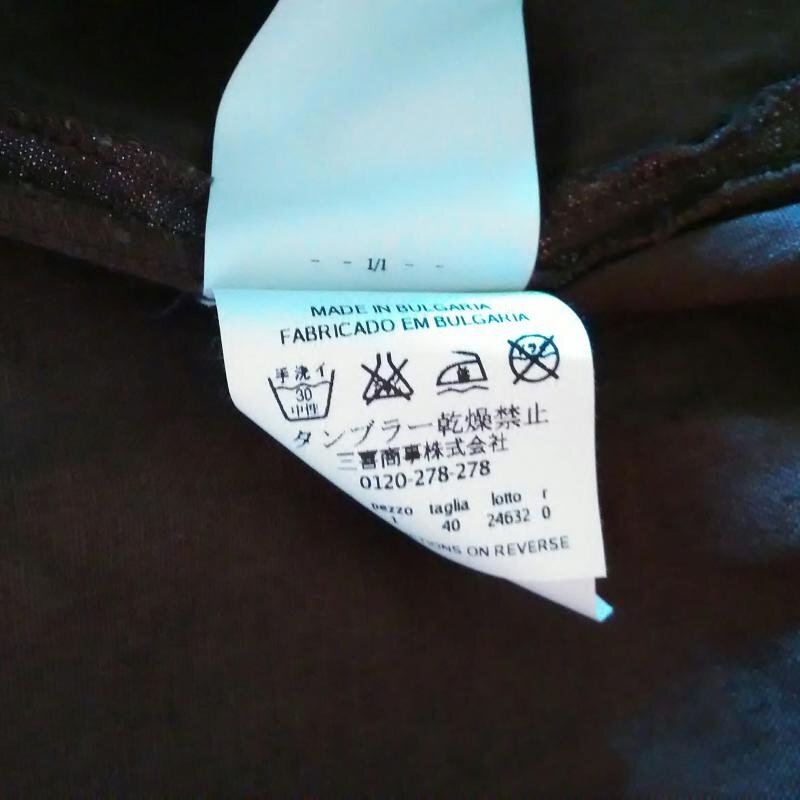 - - 1/1 - -
MADE IN BULGARIA
FABRICADO EM BULGARIA
手洗イ
30
中性
タンブラー乾燥禁止
三喜商事株式会社
0120-278-278
pezzo taglia lotto r
1 40 24632 0
ON REVERSE